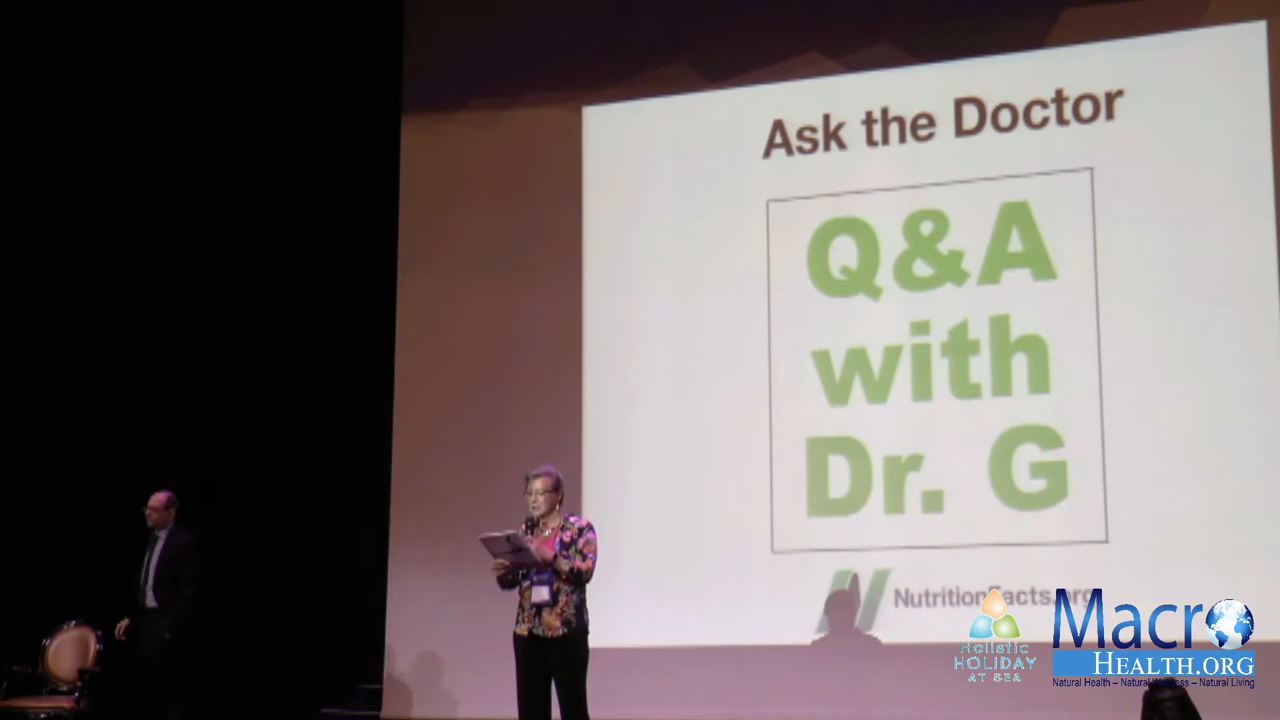 Ask the Doctor
Q&A
with
Dr. G
NutritionFacts.org
Holistic
HOLIDAY
AT SEA
Macro
HEALTH.ORG
Natural Health – Natural Wellness – Natural Living